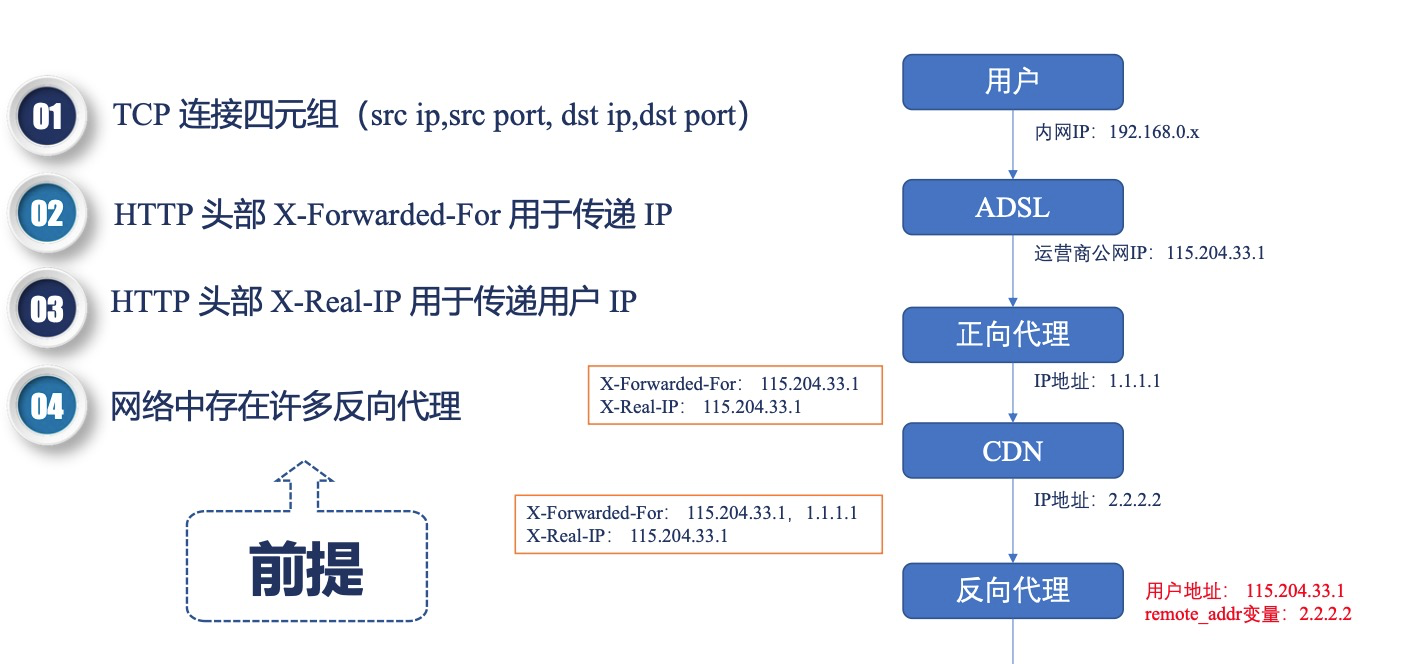 01 TCP 连接四元组（src ip,src port, dst ip,dst port）
02 HTTP 头部 X-Forwarded-For 用于传递 IP
03 HTTP 头部 X-Real-IP 用于传递用户 IP
04 网络中存在许多反向代理
前提
用户
内网IP：192.168.0.x
ADSL
运营商公网IP：115.204.33.1
正向代理
IP地址：1.1.1.1
X-Forwarded-For： 115.204.33.1
X-Real-IP： 115.204.33.1
CDN
IP地址：2.2.2.2
X-Forwarded-For： 115.204.33.1，1.1.1.1
X-Real-IP： 115.204.33.1
反向代理
用户地址： 115.204.33.1
remote_addr变量：2.2.2.2